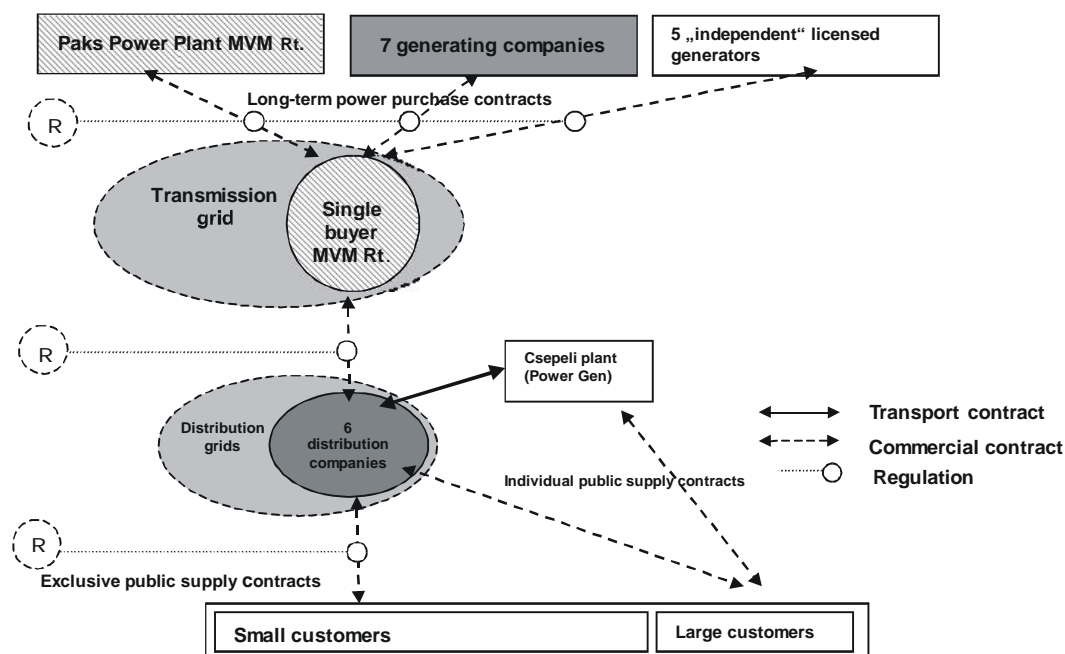 Paks Power Plant MVM Rt.
7 generating companies
5 „independent“ licensed
generators
Long-term power purchase contracts
R
Transmission
grid
Single
buyer
MVM Rt.
R
Csepeli plant
(Power Gen)
Distribution
grids
6
distribution
companies
Transport contract
Commercial contract
Regulation
Individual public supply contracts
R
Exclusive public supply contracts
Small customers
Large customers